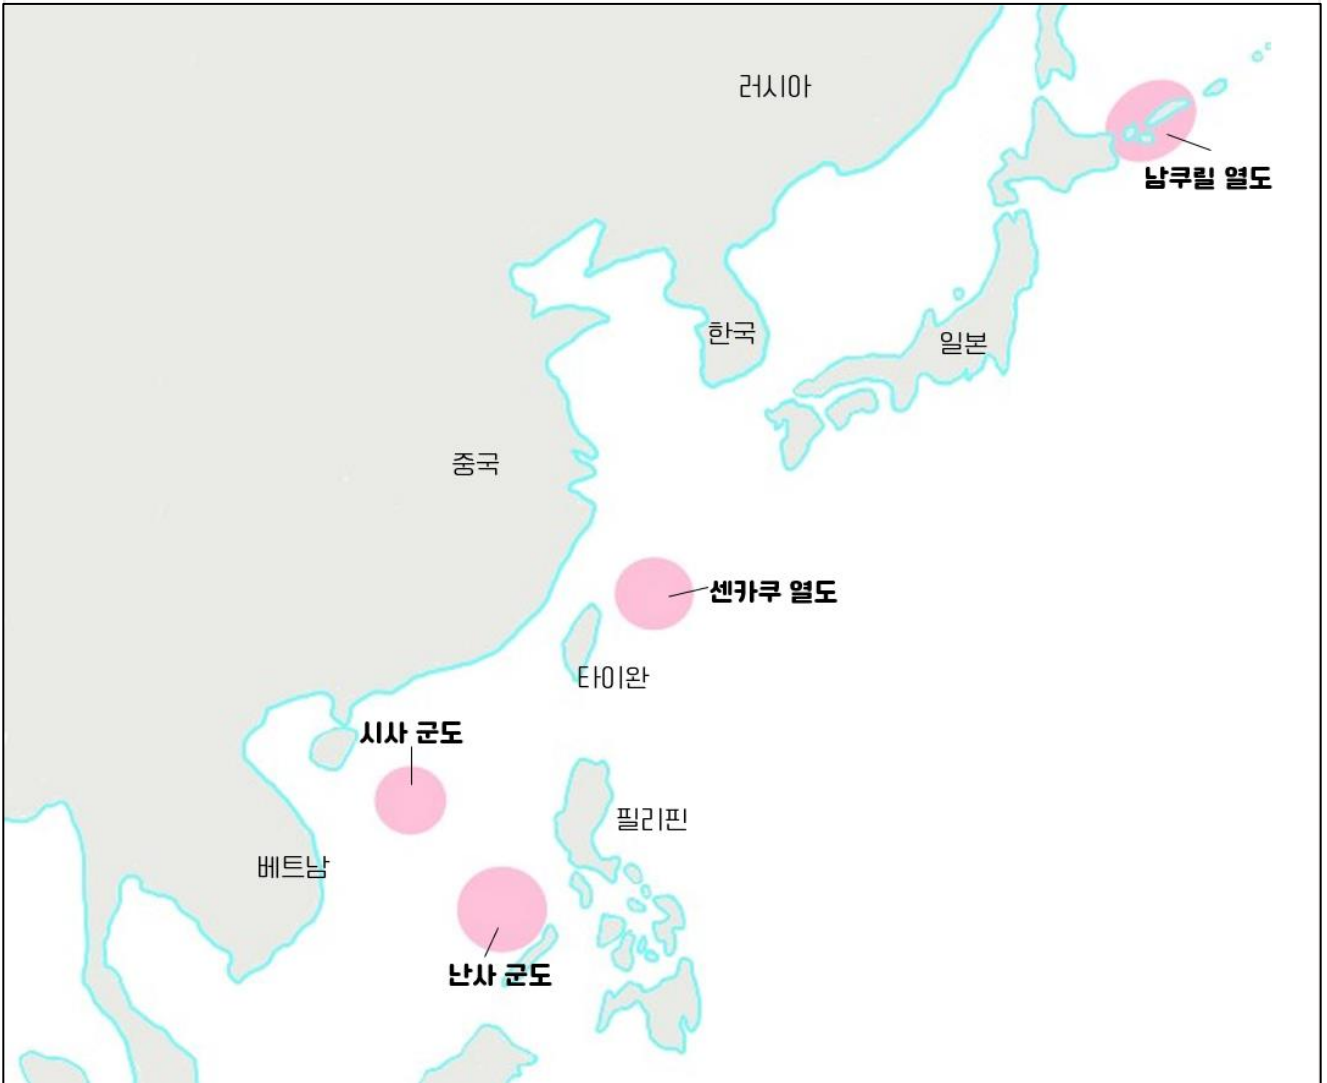 러시아
남쿠릴 열도
한국
일본
중국
센카쿠 열도
타이완
시사 군도
필리핀
베트남
난사 군도